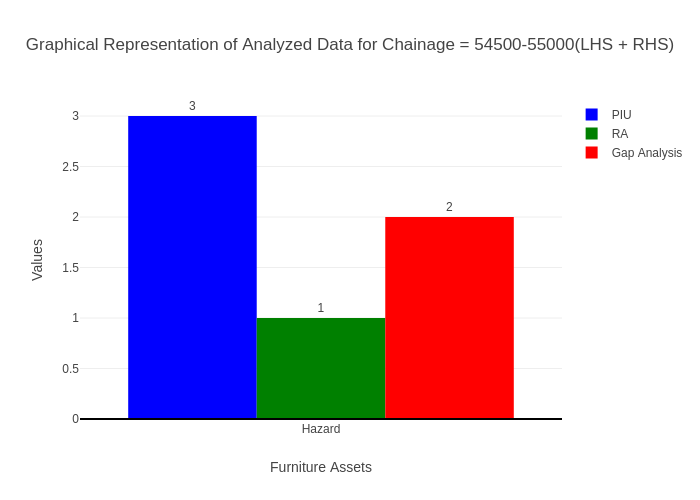 Graphical Representation of Analyzed Data for Chainage = 54500-55000(LHS + RHS)
3
PIU
RA
Gap Analysis
3
2.5
2
1.5
1
0.5
0
2
1
Values
Hazard
Furniture Assets